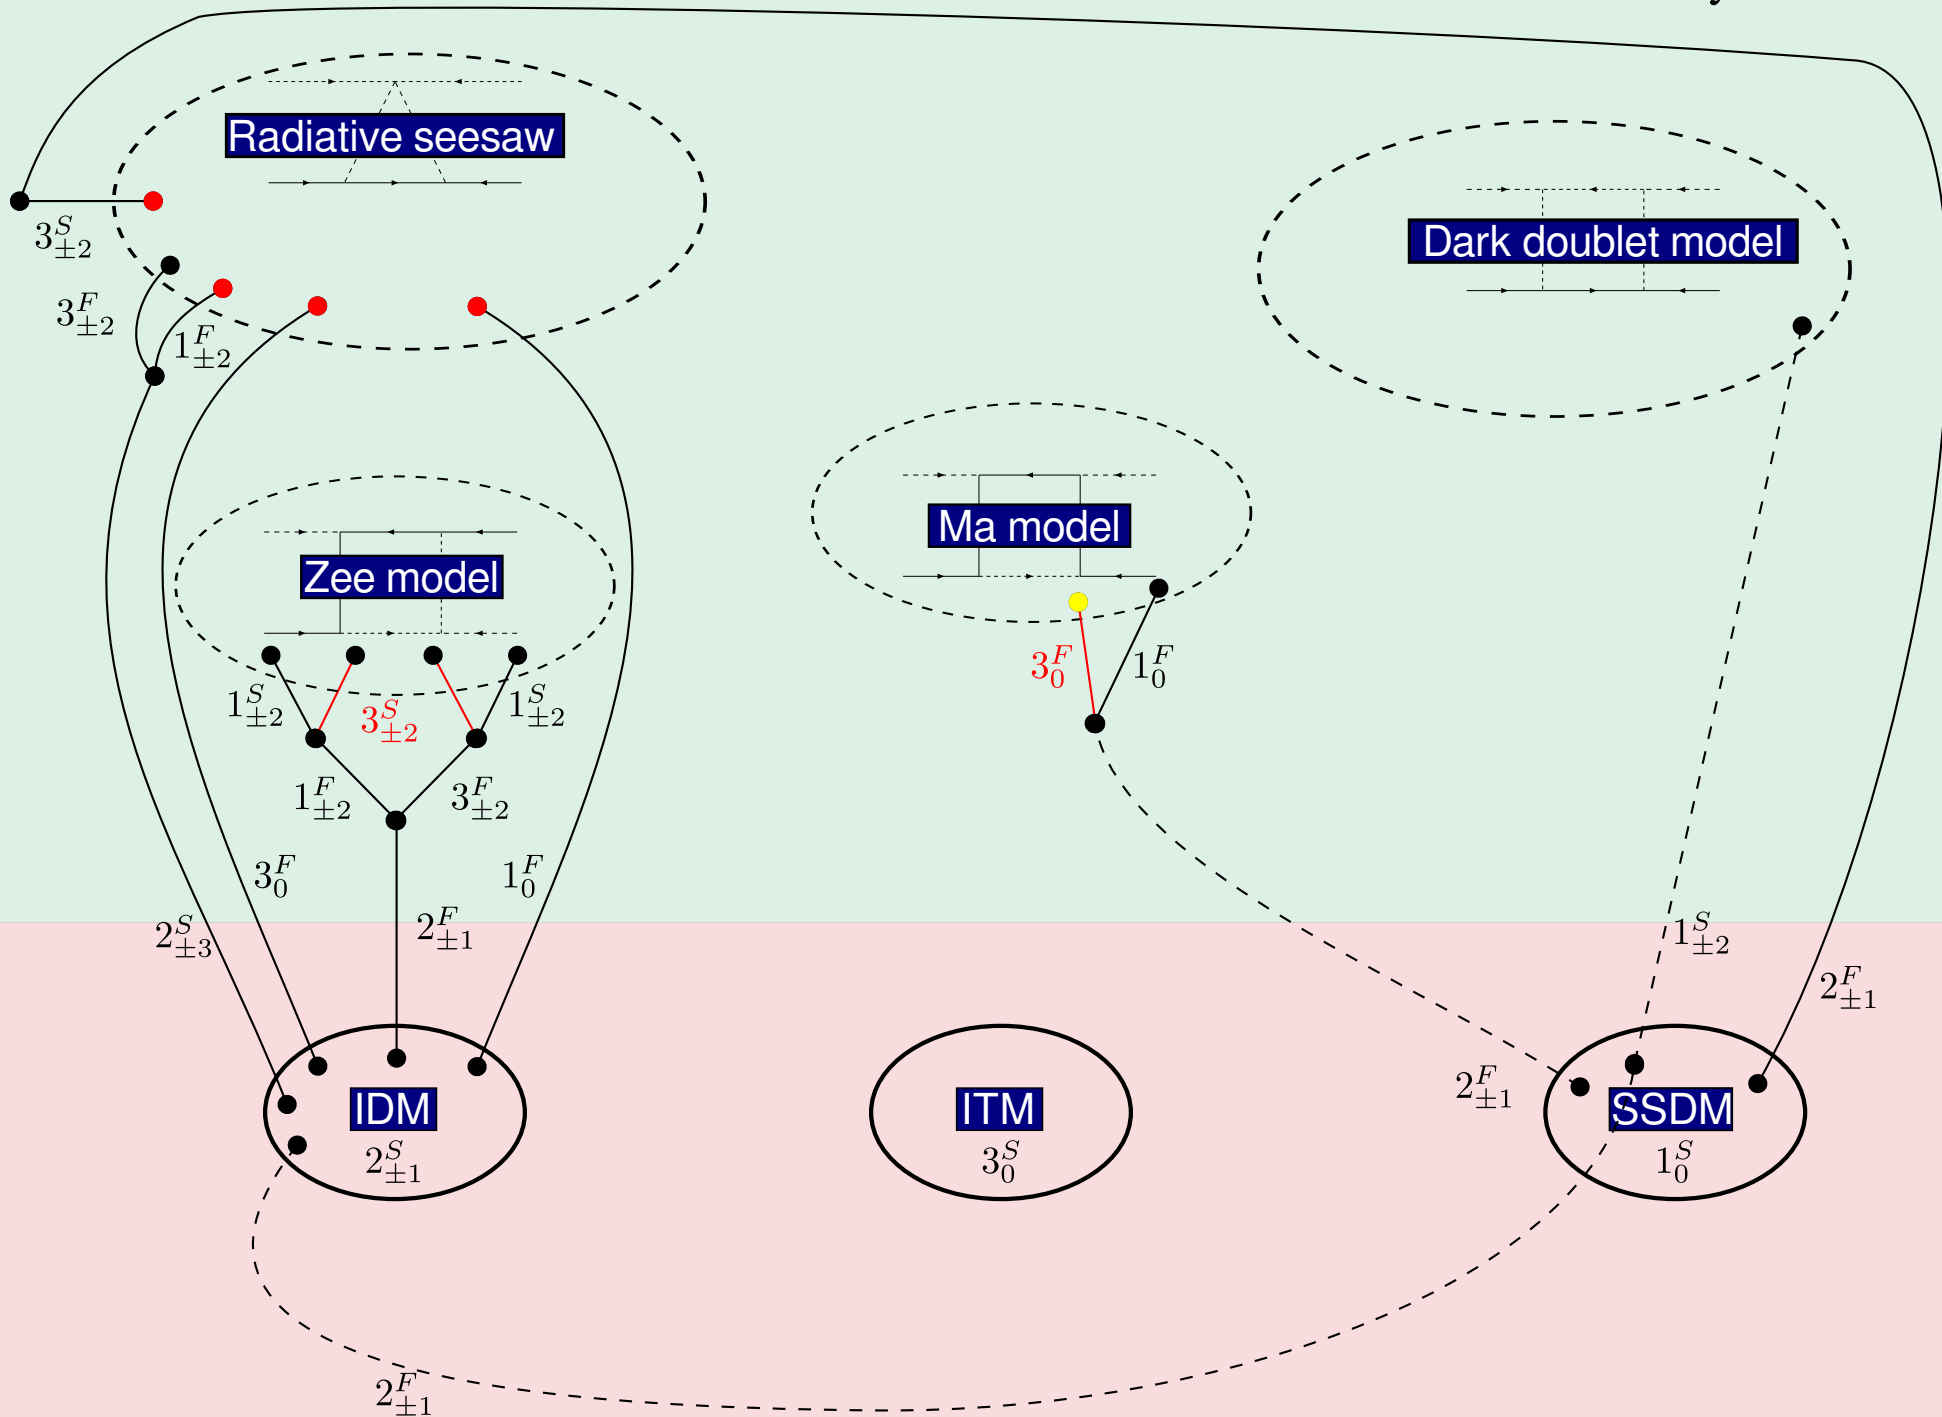 y
Radiative seesaw
Dark doublet model
3^S_{±2}
3^F_{±2}
1^F_{±2}
Ma model
Zee model
3^F_0
1^F_0
1^S_{±2}
3^S_{±2}
1^S_{±2}
1^F_{±2}
3^F_{±2}
3^F_0
1^F_0
2^S_{±3}
2^F_{±1}
1^S_{±2}
2^F_{±1}
2^F_{±1}
IDM
2^S_{±1}
ITM
3^S_0
SSDM
1^S_0
2^F_{±1}